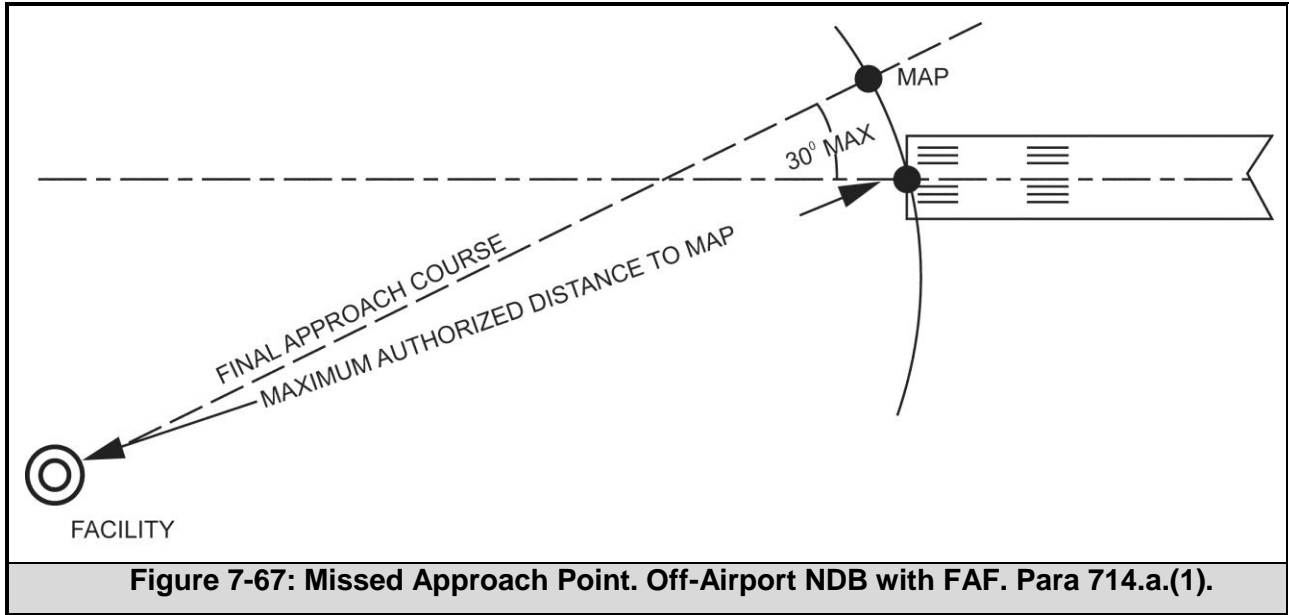 MAP
30⁰ MAX
FINAL APPROACH COURSE
MAXIMUM AUTHORIZED DISTANCE TO MAP
FACILITY
Figure 7-67: Missed Approach Point. Off-Airport NDB with FAF. Para 714.a.(1).